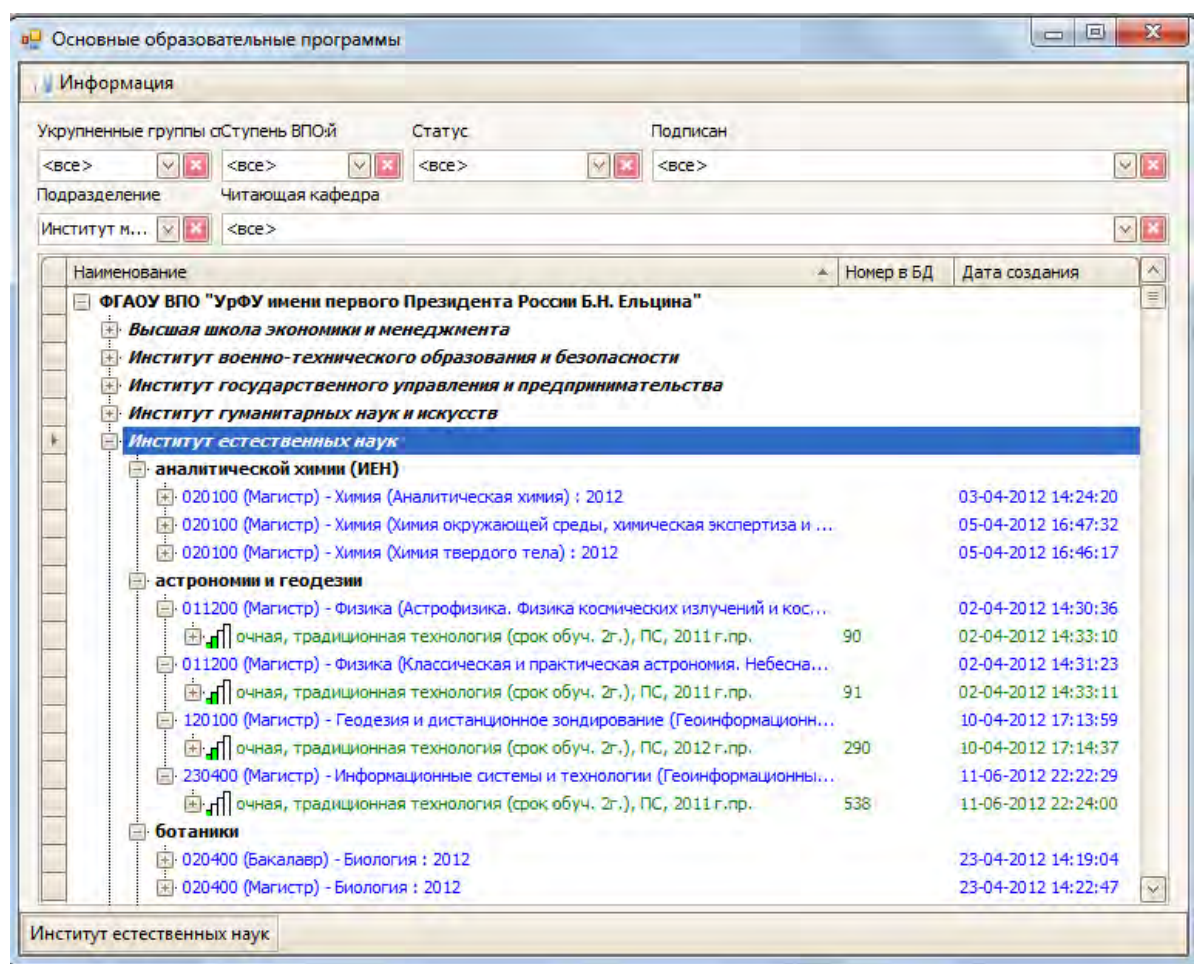 Основные образовательные программы
Информация
Укрупненные группы сСтупень ВПО:й Статус Подписан
<все> <все> <все> <все>
Подразделение Читающая кафедра
Институт м... <все>
Наименование Номер в БД Дата создания
ФГАОУ ВПО "УрФУ имени первого Президента России Б.Н. Ельцина"
Высшая школа экономики и менеджмента
Институт военно-технического образования и безопасности
Институт государственного управления и предпринимательства
Институт гуманитарных наук и искусств
Институт естественных наук
аналитической химии (ИЕН)
020100 (Магистр) - Химия (Аналитическая химия) : 2012 03-04-2012 14:24:20
020100 (Магистр) - Химия (Химия окружающей среды, химическая экспертиза и ... 05-04-2012 16:47:32
020100 (Магистр) - Химия (Химия твердого тела) : 2012 05-04-2012 16:46:17
астрономии и геодезии
011200 (Магистр) - Физика (Астрофизика. Физика космических излучений и кос... 02-04-2012 14:30:36
очная, традиционная технология (срок обуч. 2г.), ПС, 2011 г.пр. 90 02-04-2012 14:33:10
011200 (Магистр) - Физика (Классическая и практическая астрономия. Небесна... 02-04-2012 14:31:23
очная, традиционная технология (срок обуч. 2г.), ПС, 2011 г.пр. 91 02-04-2012 14:33:11
120100 (Магистр) - Геодезия и дистанционное зондирование (Геоинформационн... 10-04-2012 17:13:59
очная, традиционная технология (срок обуч. 2г.), ПС, 2012 г.пр. 290 10-04-2012 17:14:37
230400 (Магистр) - Информационные системы и технологии (Геоинформационны... 11-06-2012 22:22:29
очная, традиционная технология (срок обуч. 2г.), ПС, 2011 г.пр. 538 11-06-2012 22:24:00
ботаники
020400 (Бакалавр) - Биология : 2012 23-04-2012 14:19:04
020400 (Магистр) - Биология : 2012 23-04-2012 14:22:47
Институт естественных наук